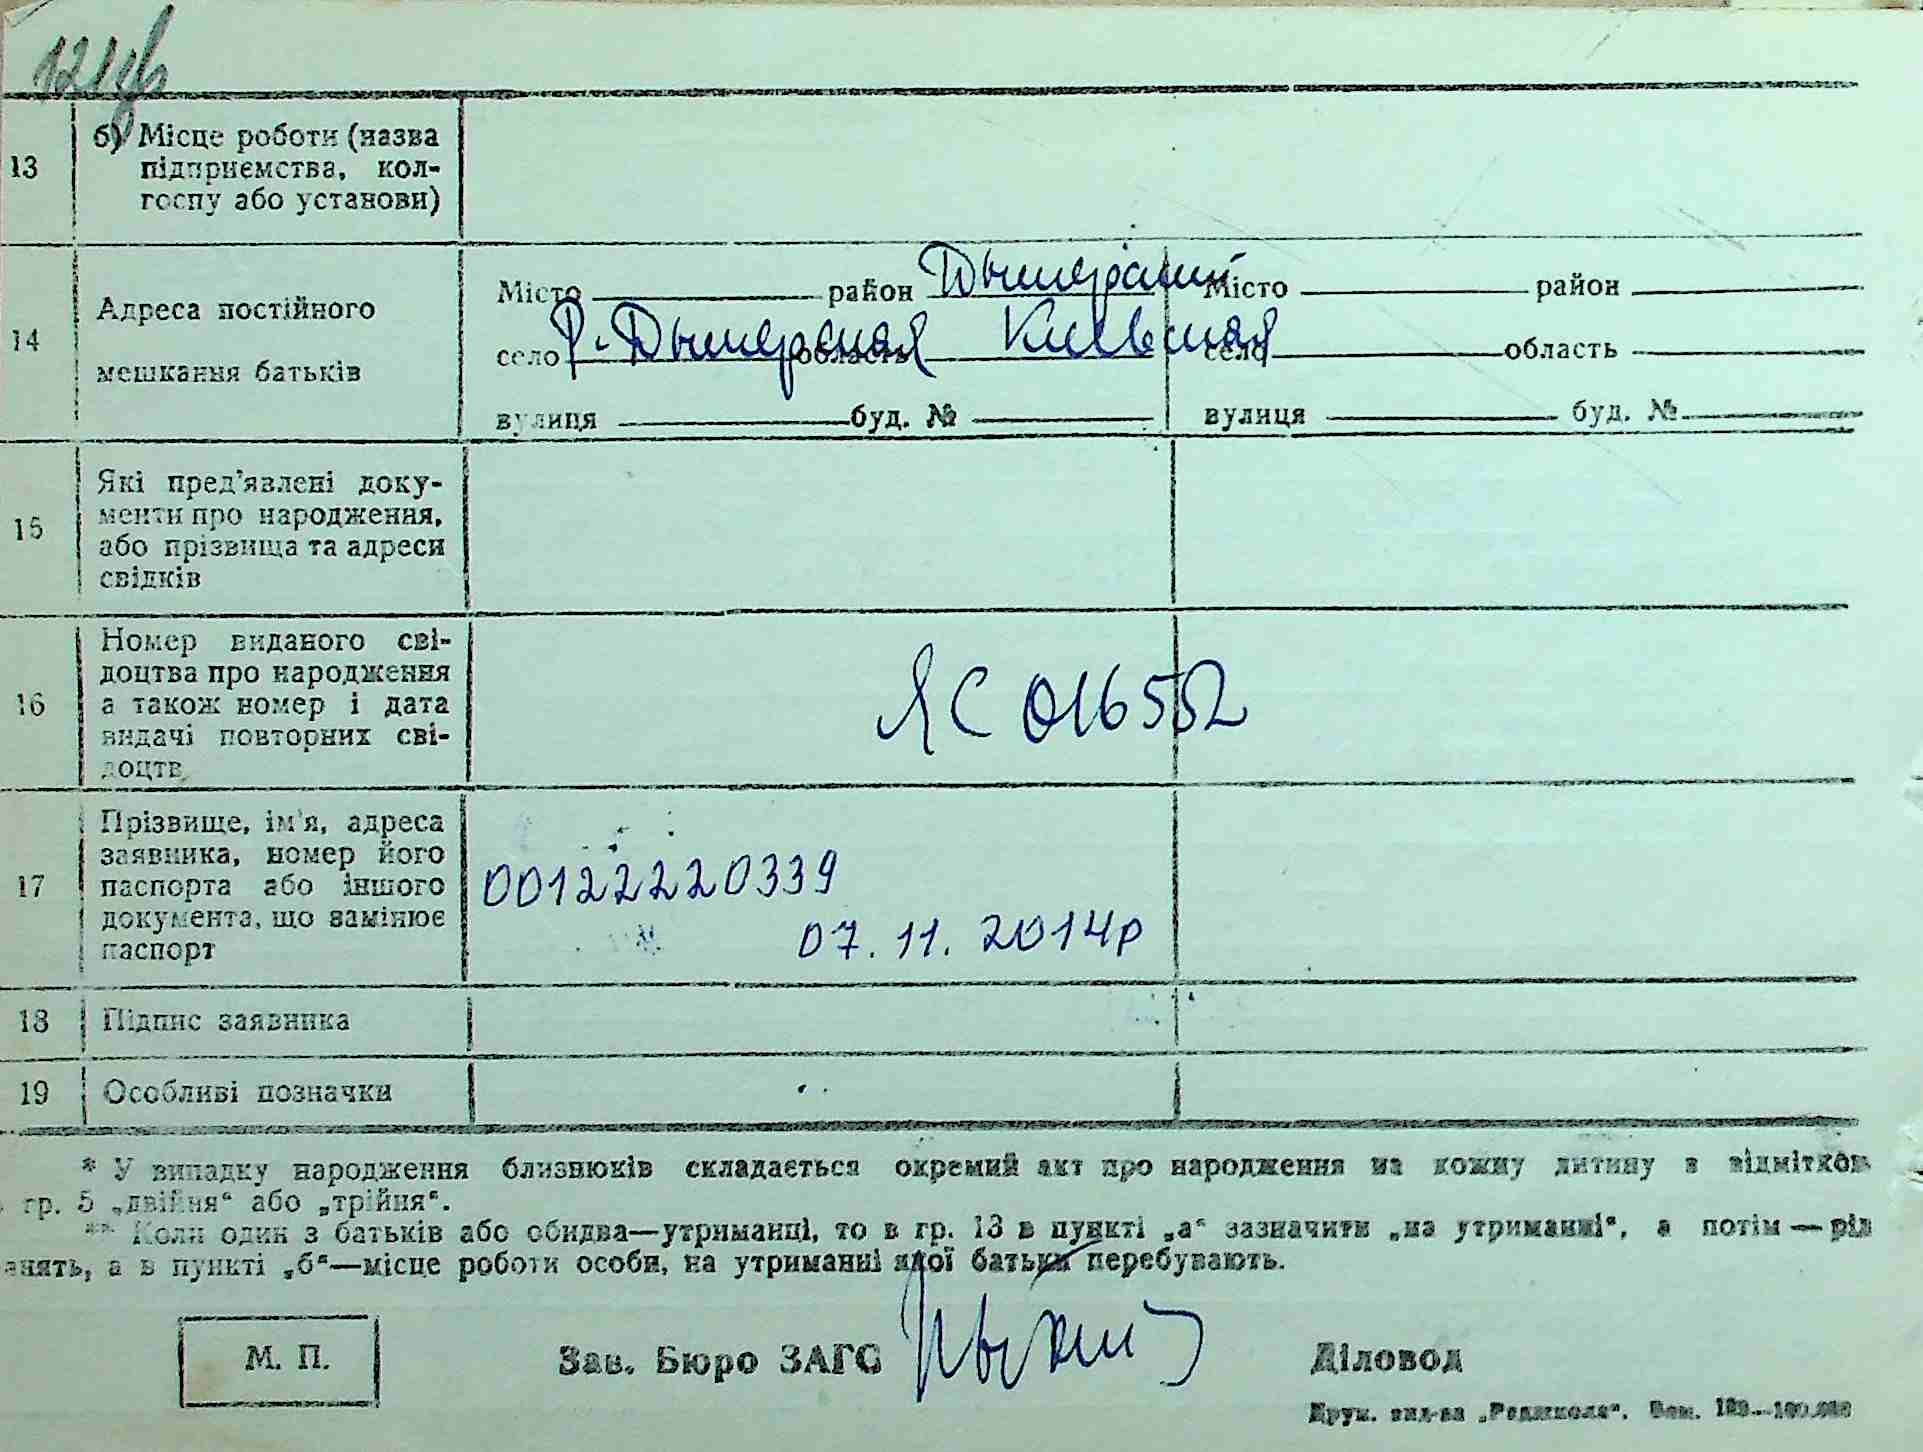 121зв
13 б) Місце роботи (назва
підприємства, кол-
госпу або установи)
14 Адреса постійного
мешкання батьків
Місто район Дымерский Місто район
село Р. Дымерская область Киевская село область
вулиця буд. № вулиця буд. №
15 Які пред'явлені доку-
менти про народження,
або прізвища та адреси
свідків
16 Номер виданого сві-
доцтва про народження
а також номер і дата
видачі повторних сві-
доцтв
ЯС 016552
17 Прізвище, ім'я, адреса
заявника, номер його
паспорта або іншого
документа, що замінює
паспорт
00122220339
07.11.2014р
18 Підпис заявника
19 Особливі позначки
* У випадку народження близнюків складається окремий акт про народження на кожну дитину з відміткою
гр. 5 „двійня“ або „трійня“.
** Коли один з батьків або обидва—утриманці, то в гр. 13 в пункті „а“ зазначити „на утриманні“, а потім — рід
анять, а в пункті „б“—місце роботи особи, на утриманні якої батьки перебувають.
М. П. Зав. Бюро ЗАГС Діловод
Друк. вид-ва „Радшкола“. Зам.